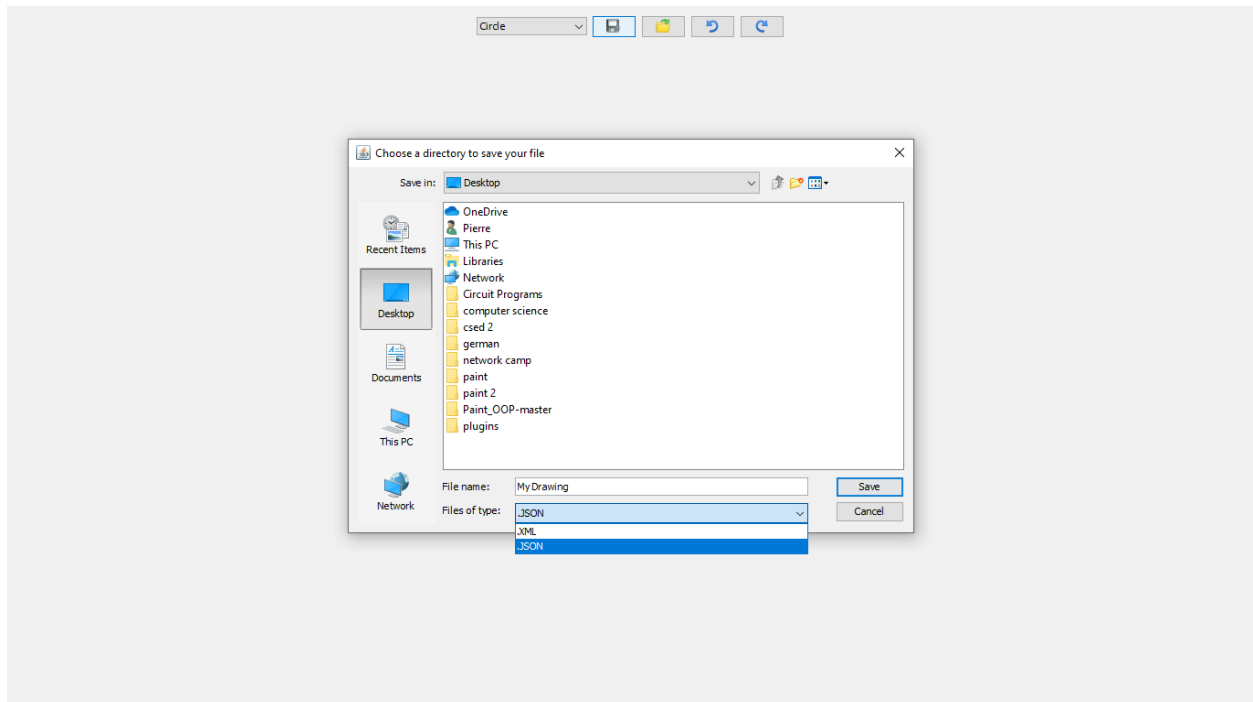 Circle
Choose a directory to save your file
Save in:
Desktop
Recent Items
Desktop
Documents
This PC
Network
OneDrive
Pierre
This PC
Libraries
Network
Circuit Programs
computer science
csed 2
german
network camp
paint
paint 2
Paint_OOP-master
plugins
File name:
MyDrawing
Save
Files of type:
.JSON
Cancel
.XML
.JSON